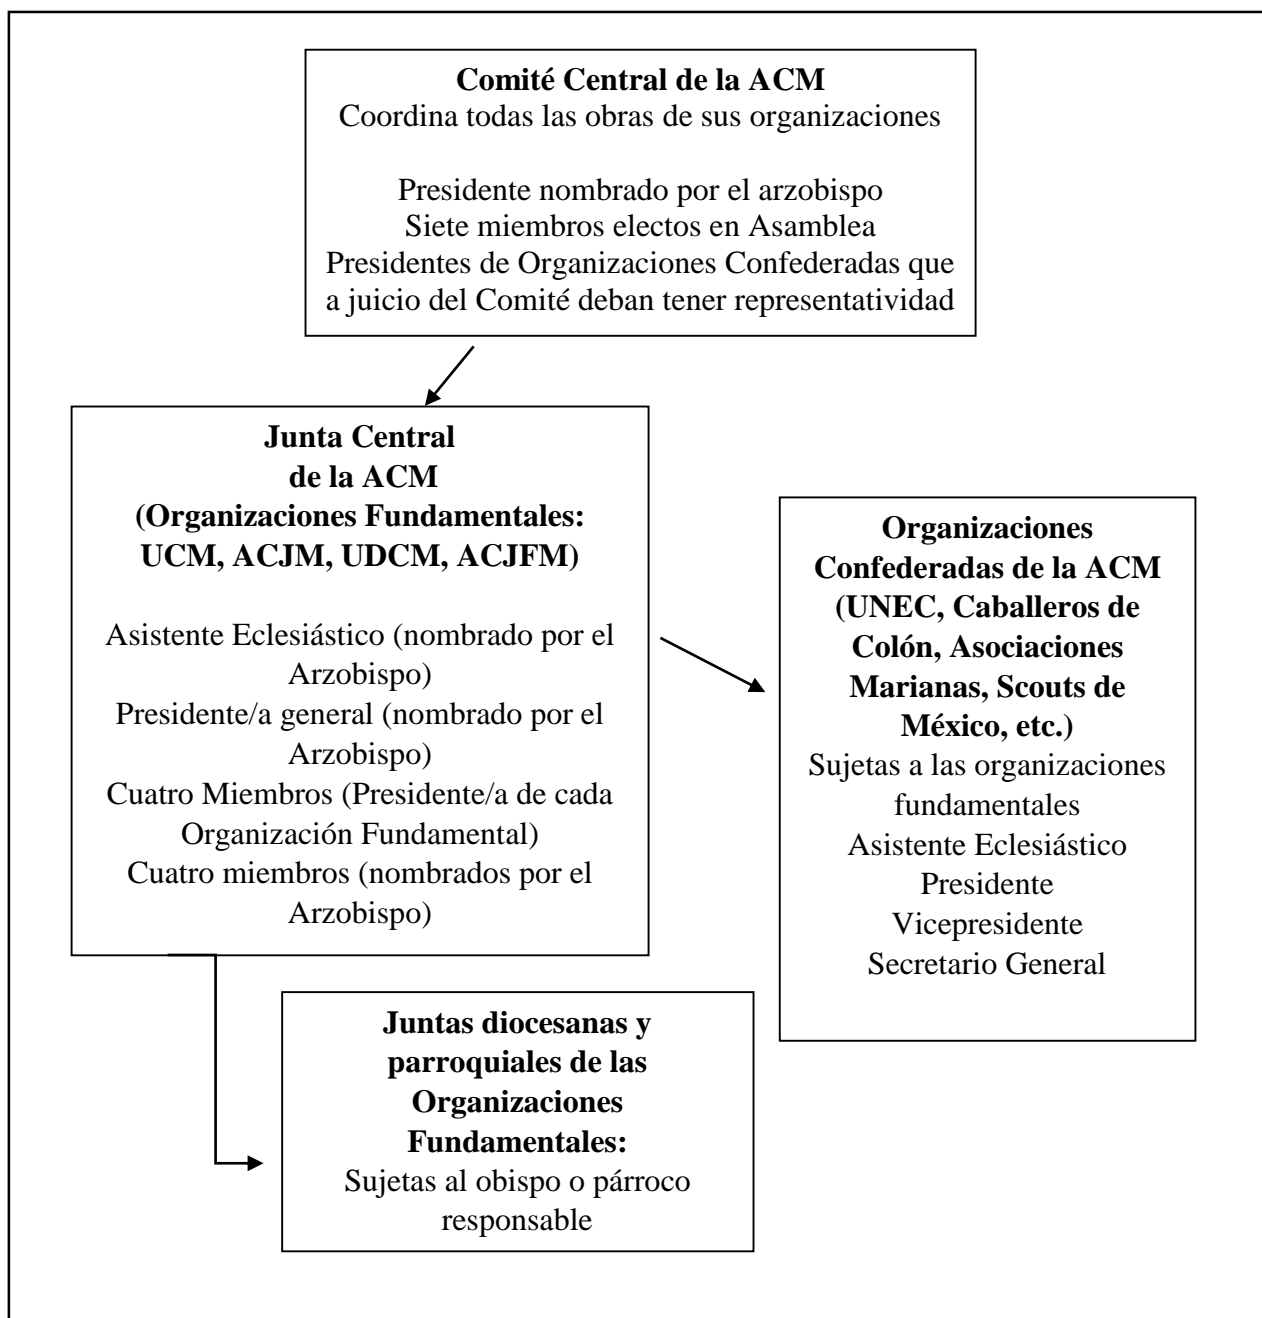 Comité Central de la ACM
Coordina todas las obras de sus organizaciones
Presidente nombrado por el arzobispo
Siete miembros electos en Asamblea
Presidentes de Organizaciones Confederadas que
a juicio del Comité deban tener representatividad
Junta Central
de la ACM
(Organizaciones Fundamentales:
UCM, ACJM, UDCM, ACJFM)
Asistente Eclesiástico (nombrado por el
Arzobispo)
Presidente/a general (nombrado por el
Arzobispo)
Cuatro Miembros (Presidente/a de cada
Organización Fundamental)
Cuatro miembros (nombrados por el
Arzobispo)
Organizaciones
Confederadas de la ACM
(UNEC, Caballeros de
Colón, Asociaciones
Marianas, Scouts de
México, etc.)
Sujetas a las organizaciones
fundamentales
Asistente Eclesiástico
Presidente
Vicepresidente
Secretario General
Juntas diocesanas y
parroquiales de las
Organizaciones
Fundamentales:
Sujetas al obispo o párroco
responsable